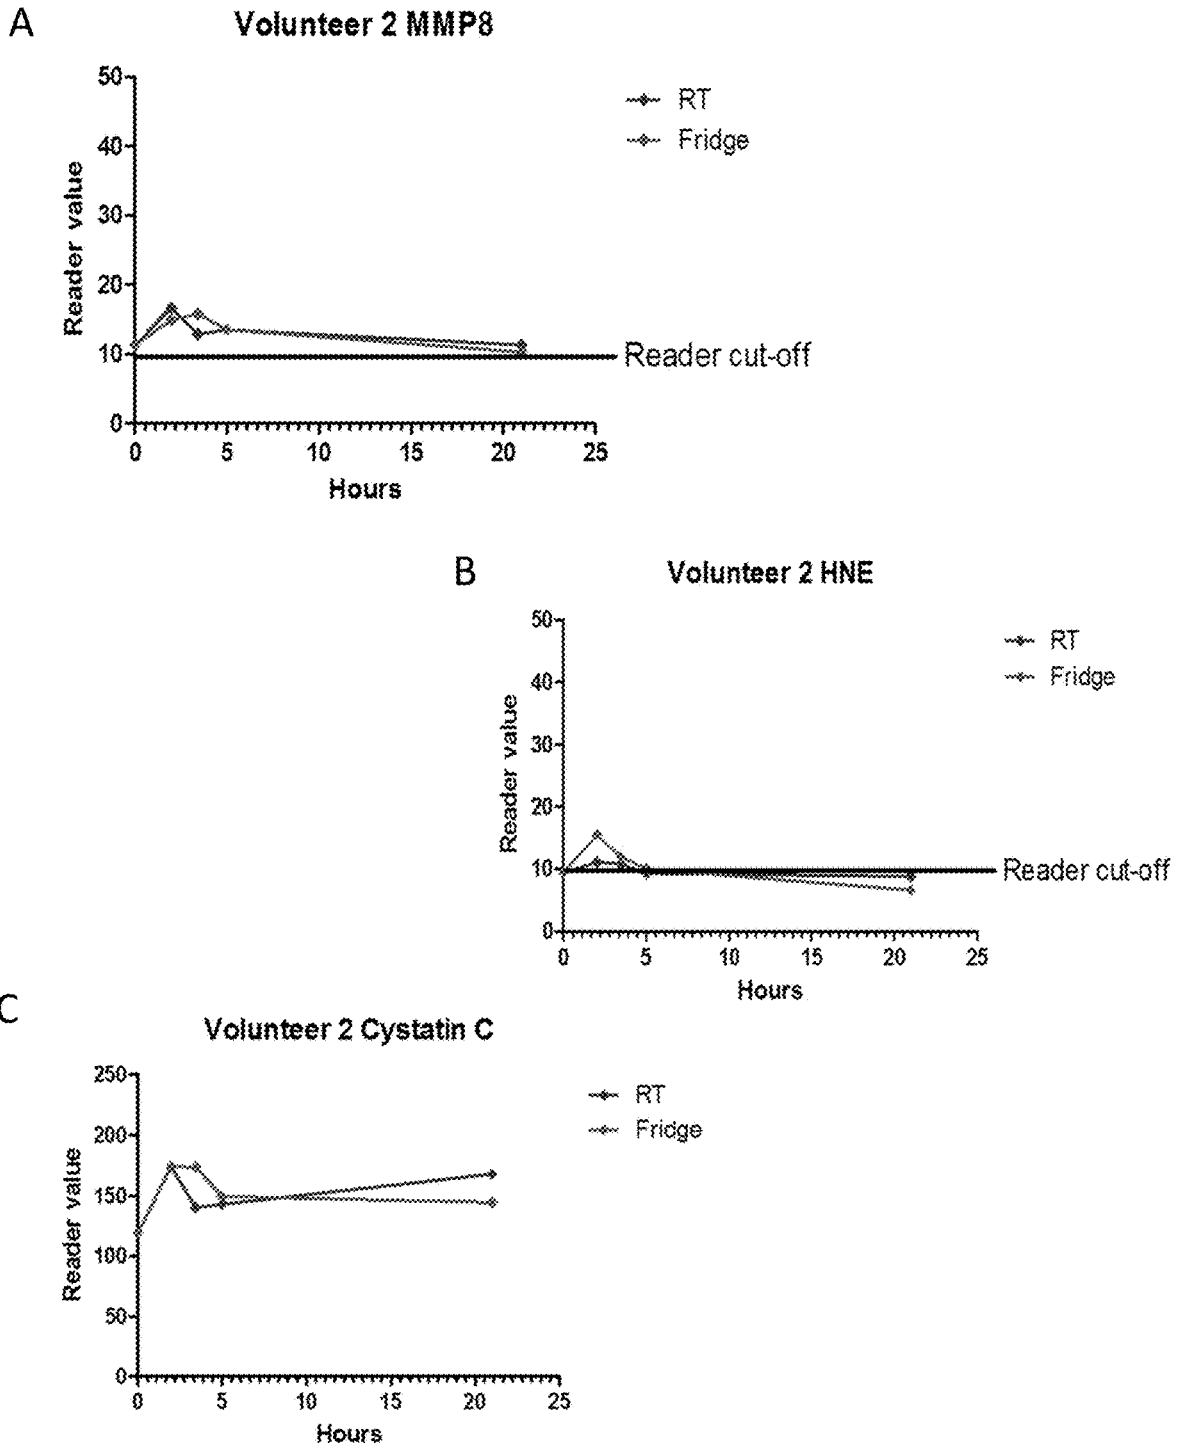 A
Volunteer 2 MMP8
50
40
30
20
10
0
Reader value
0 5 10 15 20 25
Hours
RT
Fridge
Reader cut-off
B
Volunteer 2 HNE
50
40
30
20
10
0
Reader value
0 5 10 15 20 25
Hours
RT
Fridge
Reader cut-off
C
Volunteer 2 Cystatin C
250
200
150
100
50
0
Reader value
0 5 10 15 20 25
Hours
RT
Fridge